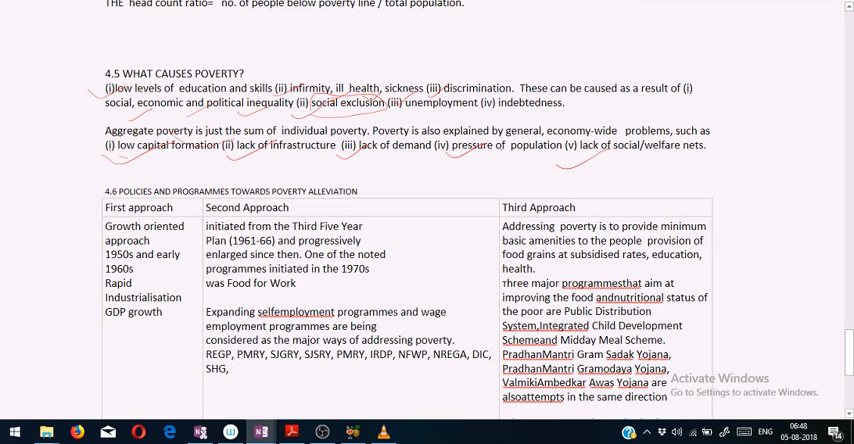 THE head count ratio= no. of people below poverty line / total population.
4.5 WHAT CAUSES POVERTY?
(i)low levels of education and skills (ii) infirmity, ill health, sickness (iii) discrimination. These can be caused as a result of (i)
social, economic and political inequality (ii) social exclusion (iii) unemployment (iv) indebtedness.
Aggregate poverty is just the sum of individual poverty. Poverty is also explained by general, economy-wide problems, such as
(i) low capital formation (ii) lack of infrastructure (iii) lack of demand (iv) pressure of population (v) lack of social/welfare nets.
4.6 POLICIES AND PROGRAMMES TOWARDS POVERTY ALLEVIATION
First approach
Growth oriented
approach
1950s and early
1960s
Rapid
Industrialisation
GDP growth
Second Approach
initiated from the Third Five Year
Plan (1961-66) and progressively
enlarged since then. One of the noted
programmes initiated in the 1970s
was Food for Work
Expanding selfemployment programmes and wage
employment programmes are being
considered as the major ways of addressing poverty.
REGP, PMRY, SJGRY, SJSRY, PMRY, IRDP, NFWP, NREGA, DIC,
SHG,
Third Approach
Addressing poverty is to provide minimum
basic amenities to the people provision of
food grains at subsidised rates, education,
health.
Three major programmesthat aim at
improving the food andnutritional status of
the poor are Public Distribution
System,Integrated Child Development
Schemeand Midday Meal Scheme.
PradhanMantri Gram Sadak Yojana,
PradhanMantri Gramodaya Yojana,
ValmikiAmbedkar Awas Yojana are
alsoattempts in the same direction
Activate Windows
Go to Settings to activate Windows.
ENG
06:48
05-08-2018
14